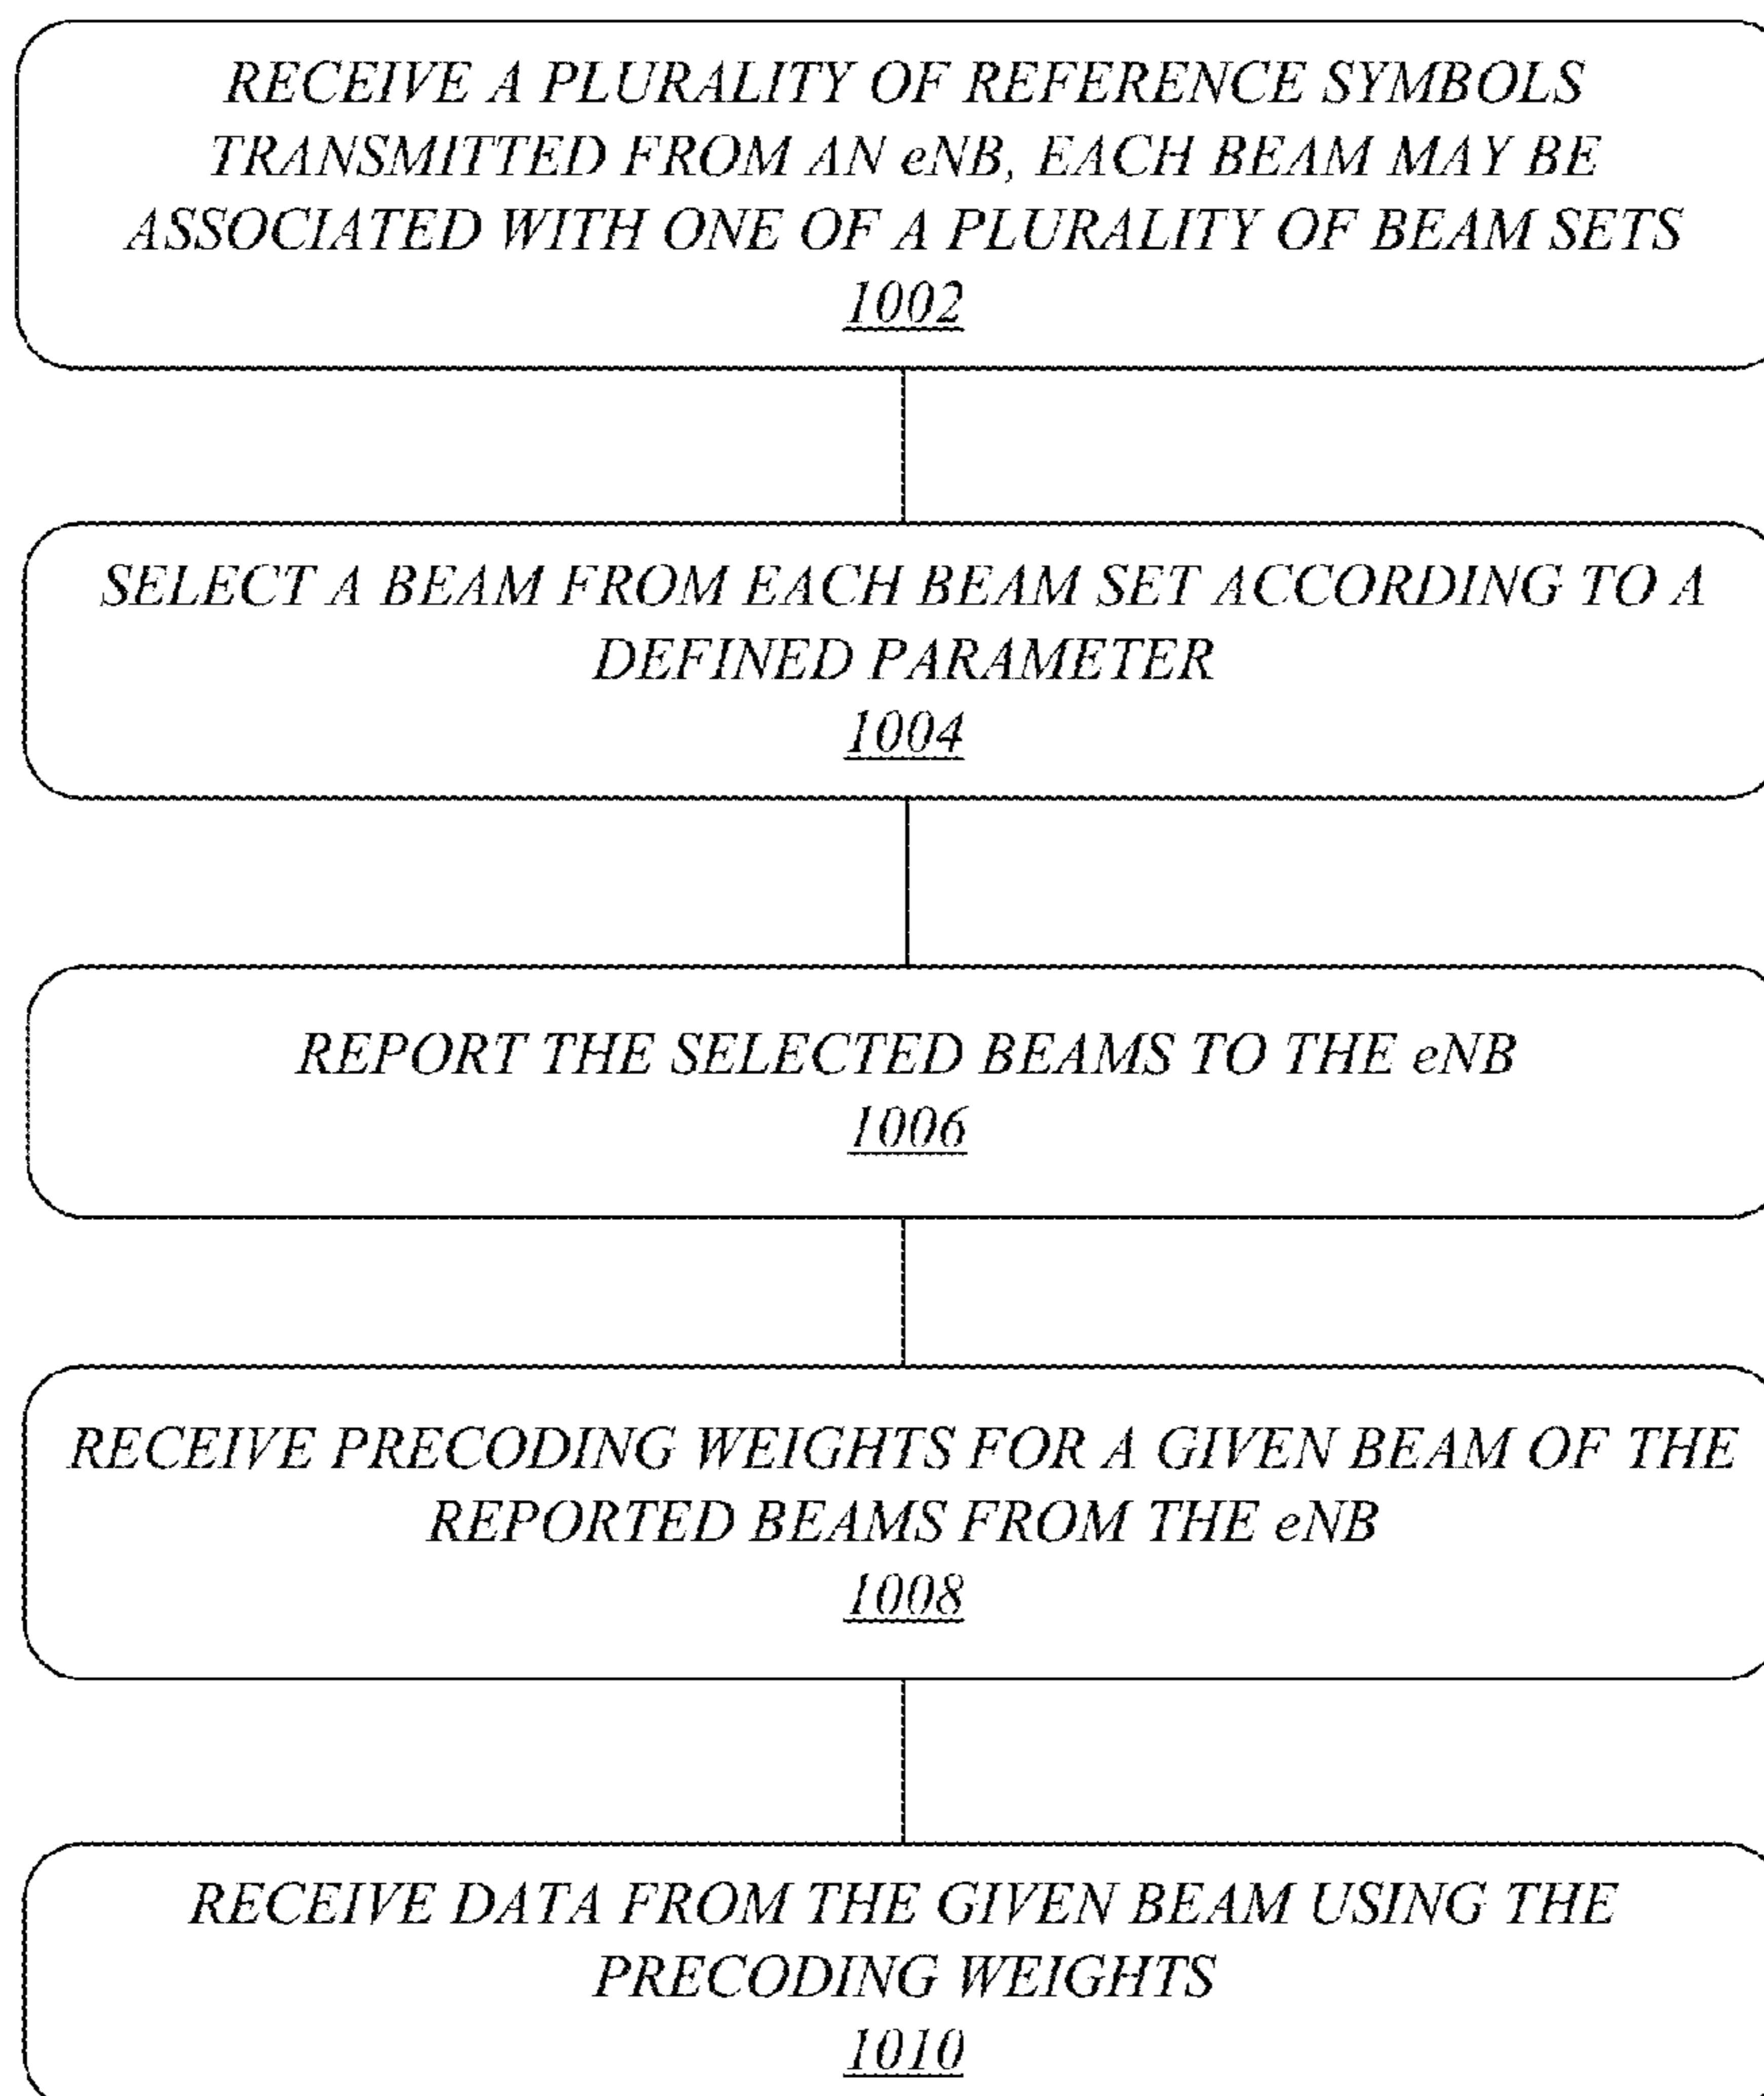 RECEIVE A PLURALITY OF REFERENCE SYMBOLS
TRANSMITTED FROM AN eNB, EACH BEAM MAY BE
ASSOCIATED WITH ONE OF A PLURALITY OF BEAM SETS
1002
SELECT A BEAM FROM EACH BEAM SET ACCORDING TO A
DEFINED PARAMETER
1004
REPORT THE SELECTED BEAMS TO THE eNB
1006
RECEIVE PRECODING WEIGHTS FOR A GIVEN BEAM OF THE
REPORTED BEAMS FROM THE eNB
1008
RECEIVE DATA FROM THE GIVEN BEAM USING THE
PRECODING WEIGHTS
1010